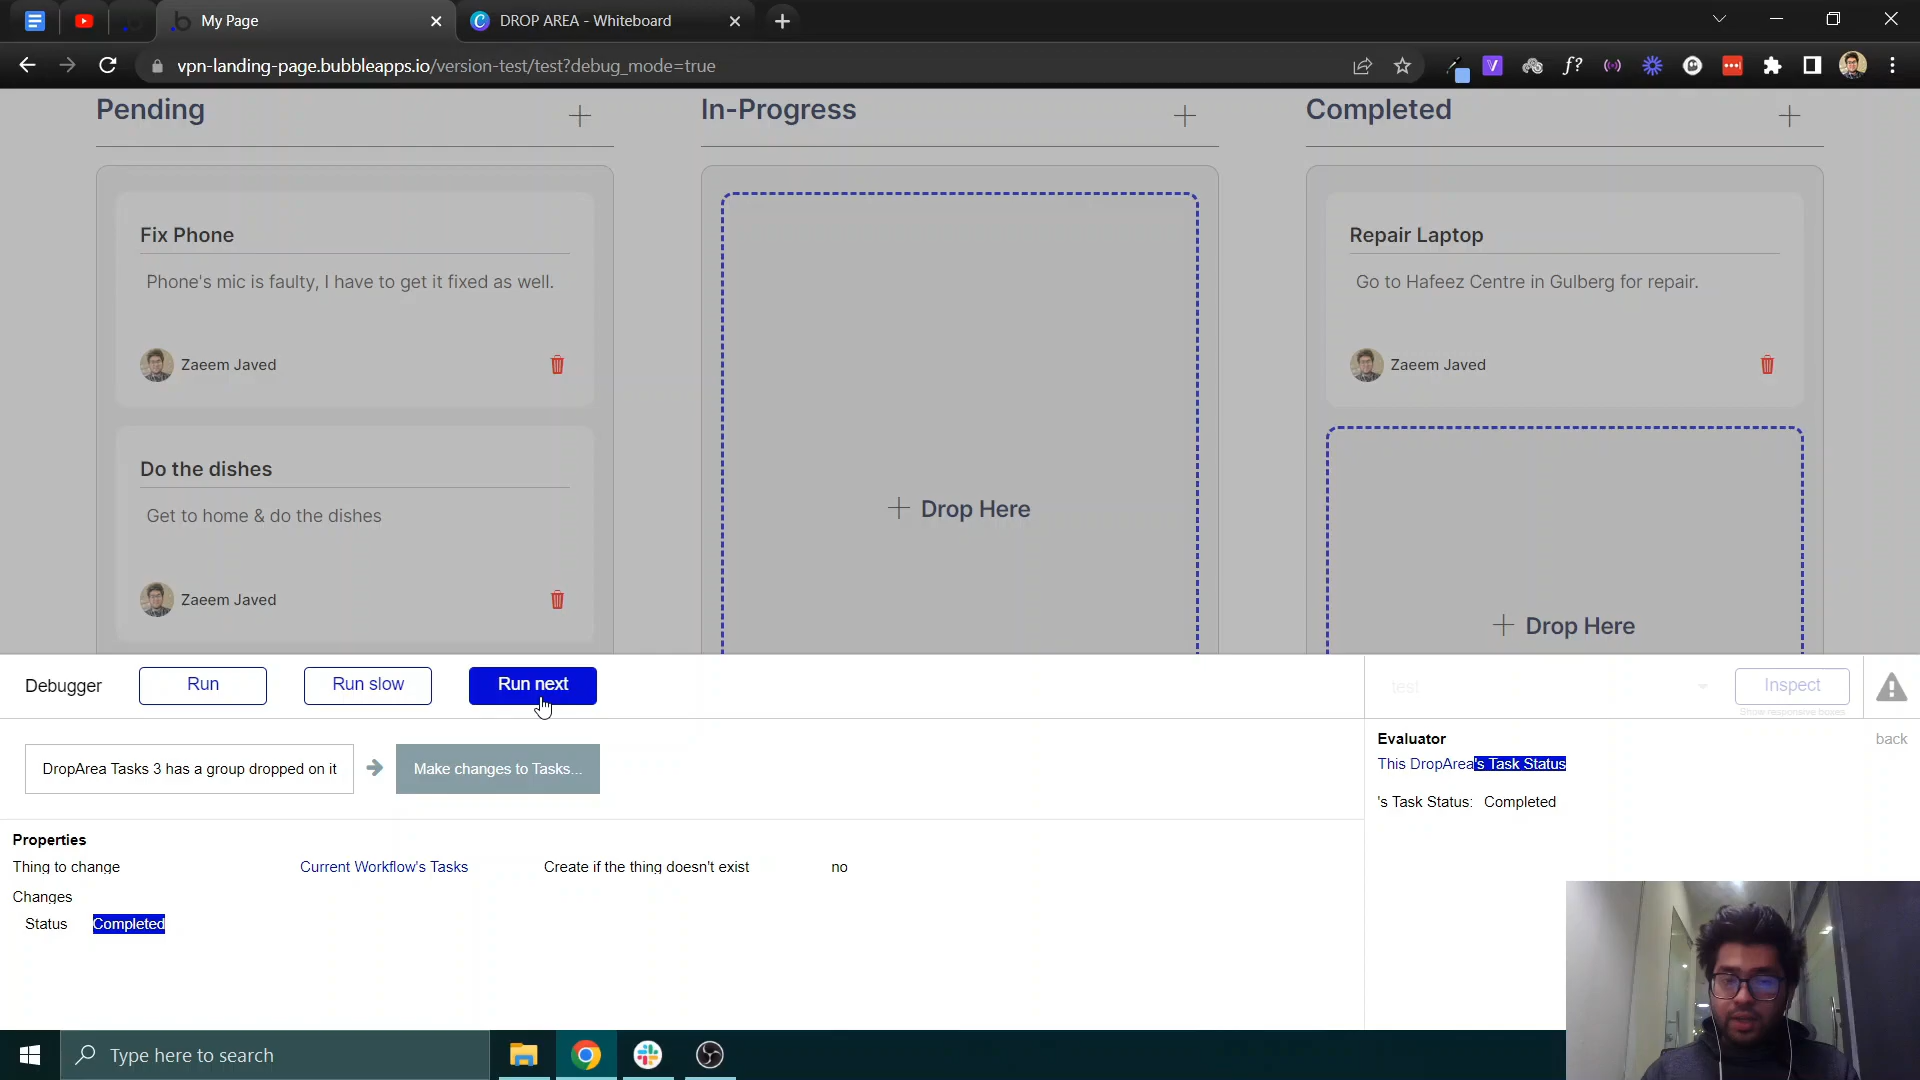 My Page
DROP AREA - Whiteboard
vpn-landing-page.bubbleapps.io/version-test/test?debug_mode=true
f?
V
Pending
In-Progress
Completed
Fix Phone
Phone's mic is faulty, I have to get it fixed as well.
Zaeem Javed
Repair Laptop
Go to Hafeez Centre in Gulberg for repair.
Zaeem Javed
Do the dishes
Get to home & do the dishes
Zaeem Javed
Drop Here
Drop Here
Debugger
Run
Run slow
Run next
test
Inspect
Show responsive boxes
DropArea Tasks 3 has a group dropped on it
Make changes to Tasks...
Evaluator
back
This DropArea's Task Status
's Task Status: Completed
Properties
Thing to change
Current Workflow's Tasks
Create if the thing doesn't exist
no
Changes
Status
Completed
Type here to search